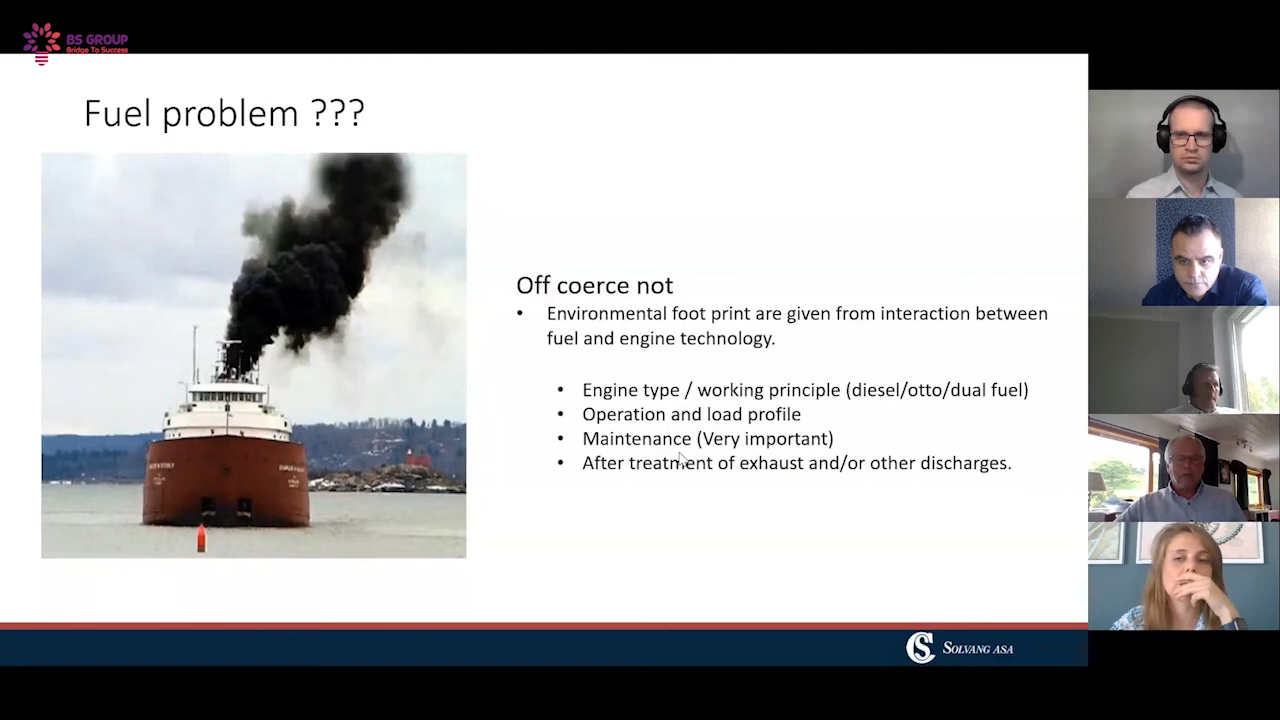 BS GROUP
Bridge To Success
Fuel problem ???
Off coerce not
• Environmental foot print are given from interaction between
fuel and engine technology.
• Engine type / working principle (diesel/otto/dual fuel)
• Operation and load profile
• Maintenance (Very important)
• After treatment of exhaust and/or other discharges.
SOLVANG ASA